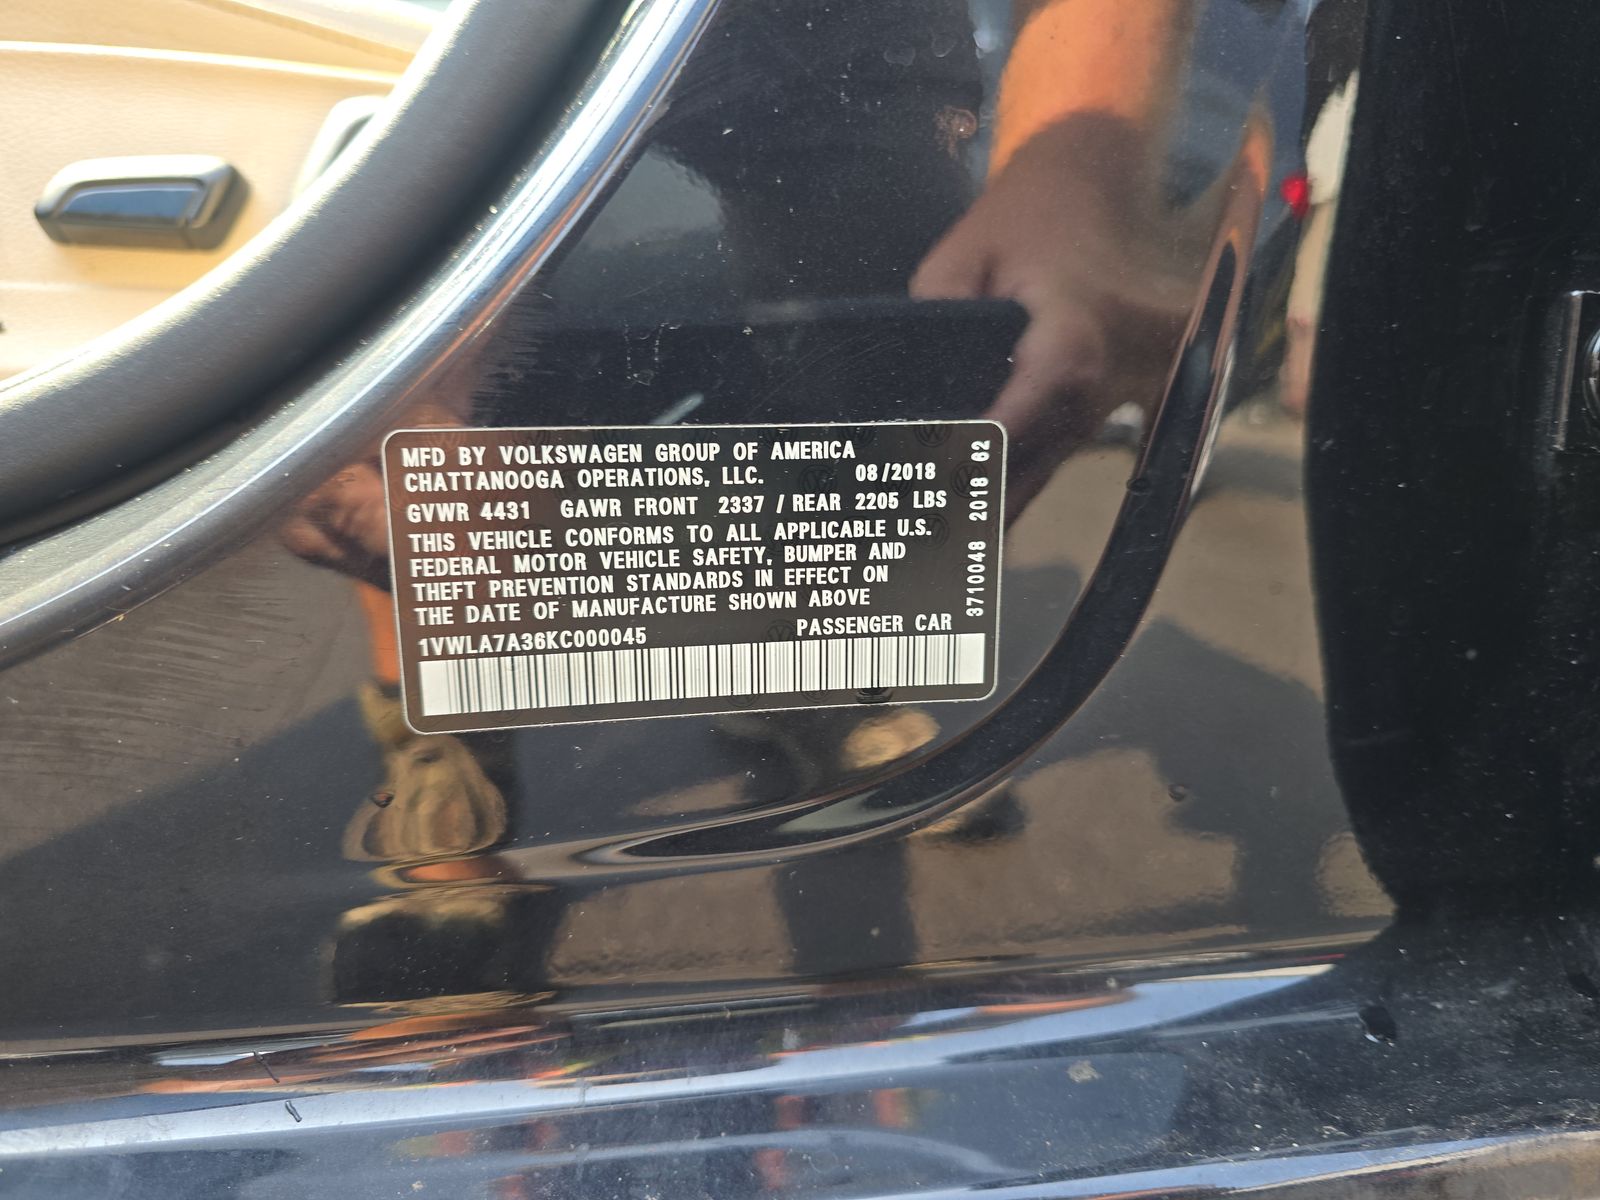 MFD BY VOLKSWAGEN GROUP OF AMERICA
CHATTANOOGA OPERATIONS, LLC. 08/2018
GVWR 4431 GAWR FRONT 2337 / REAR 2205 LBS
THIS VEHICLE CONFORMS TO ALL APPLICABLE U.S.
FEDERAL MOTOR VEHICLE SAFETY, BUMPER AND
THEFT PREVENTION STANDARDS IN EFFECT ON
THE DATE OF MANUFACTURE SHOWN ABOVE
1VWLA7A36KC000045 PASSENGER CAR
3710048 2018 62